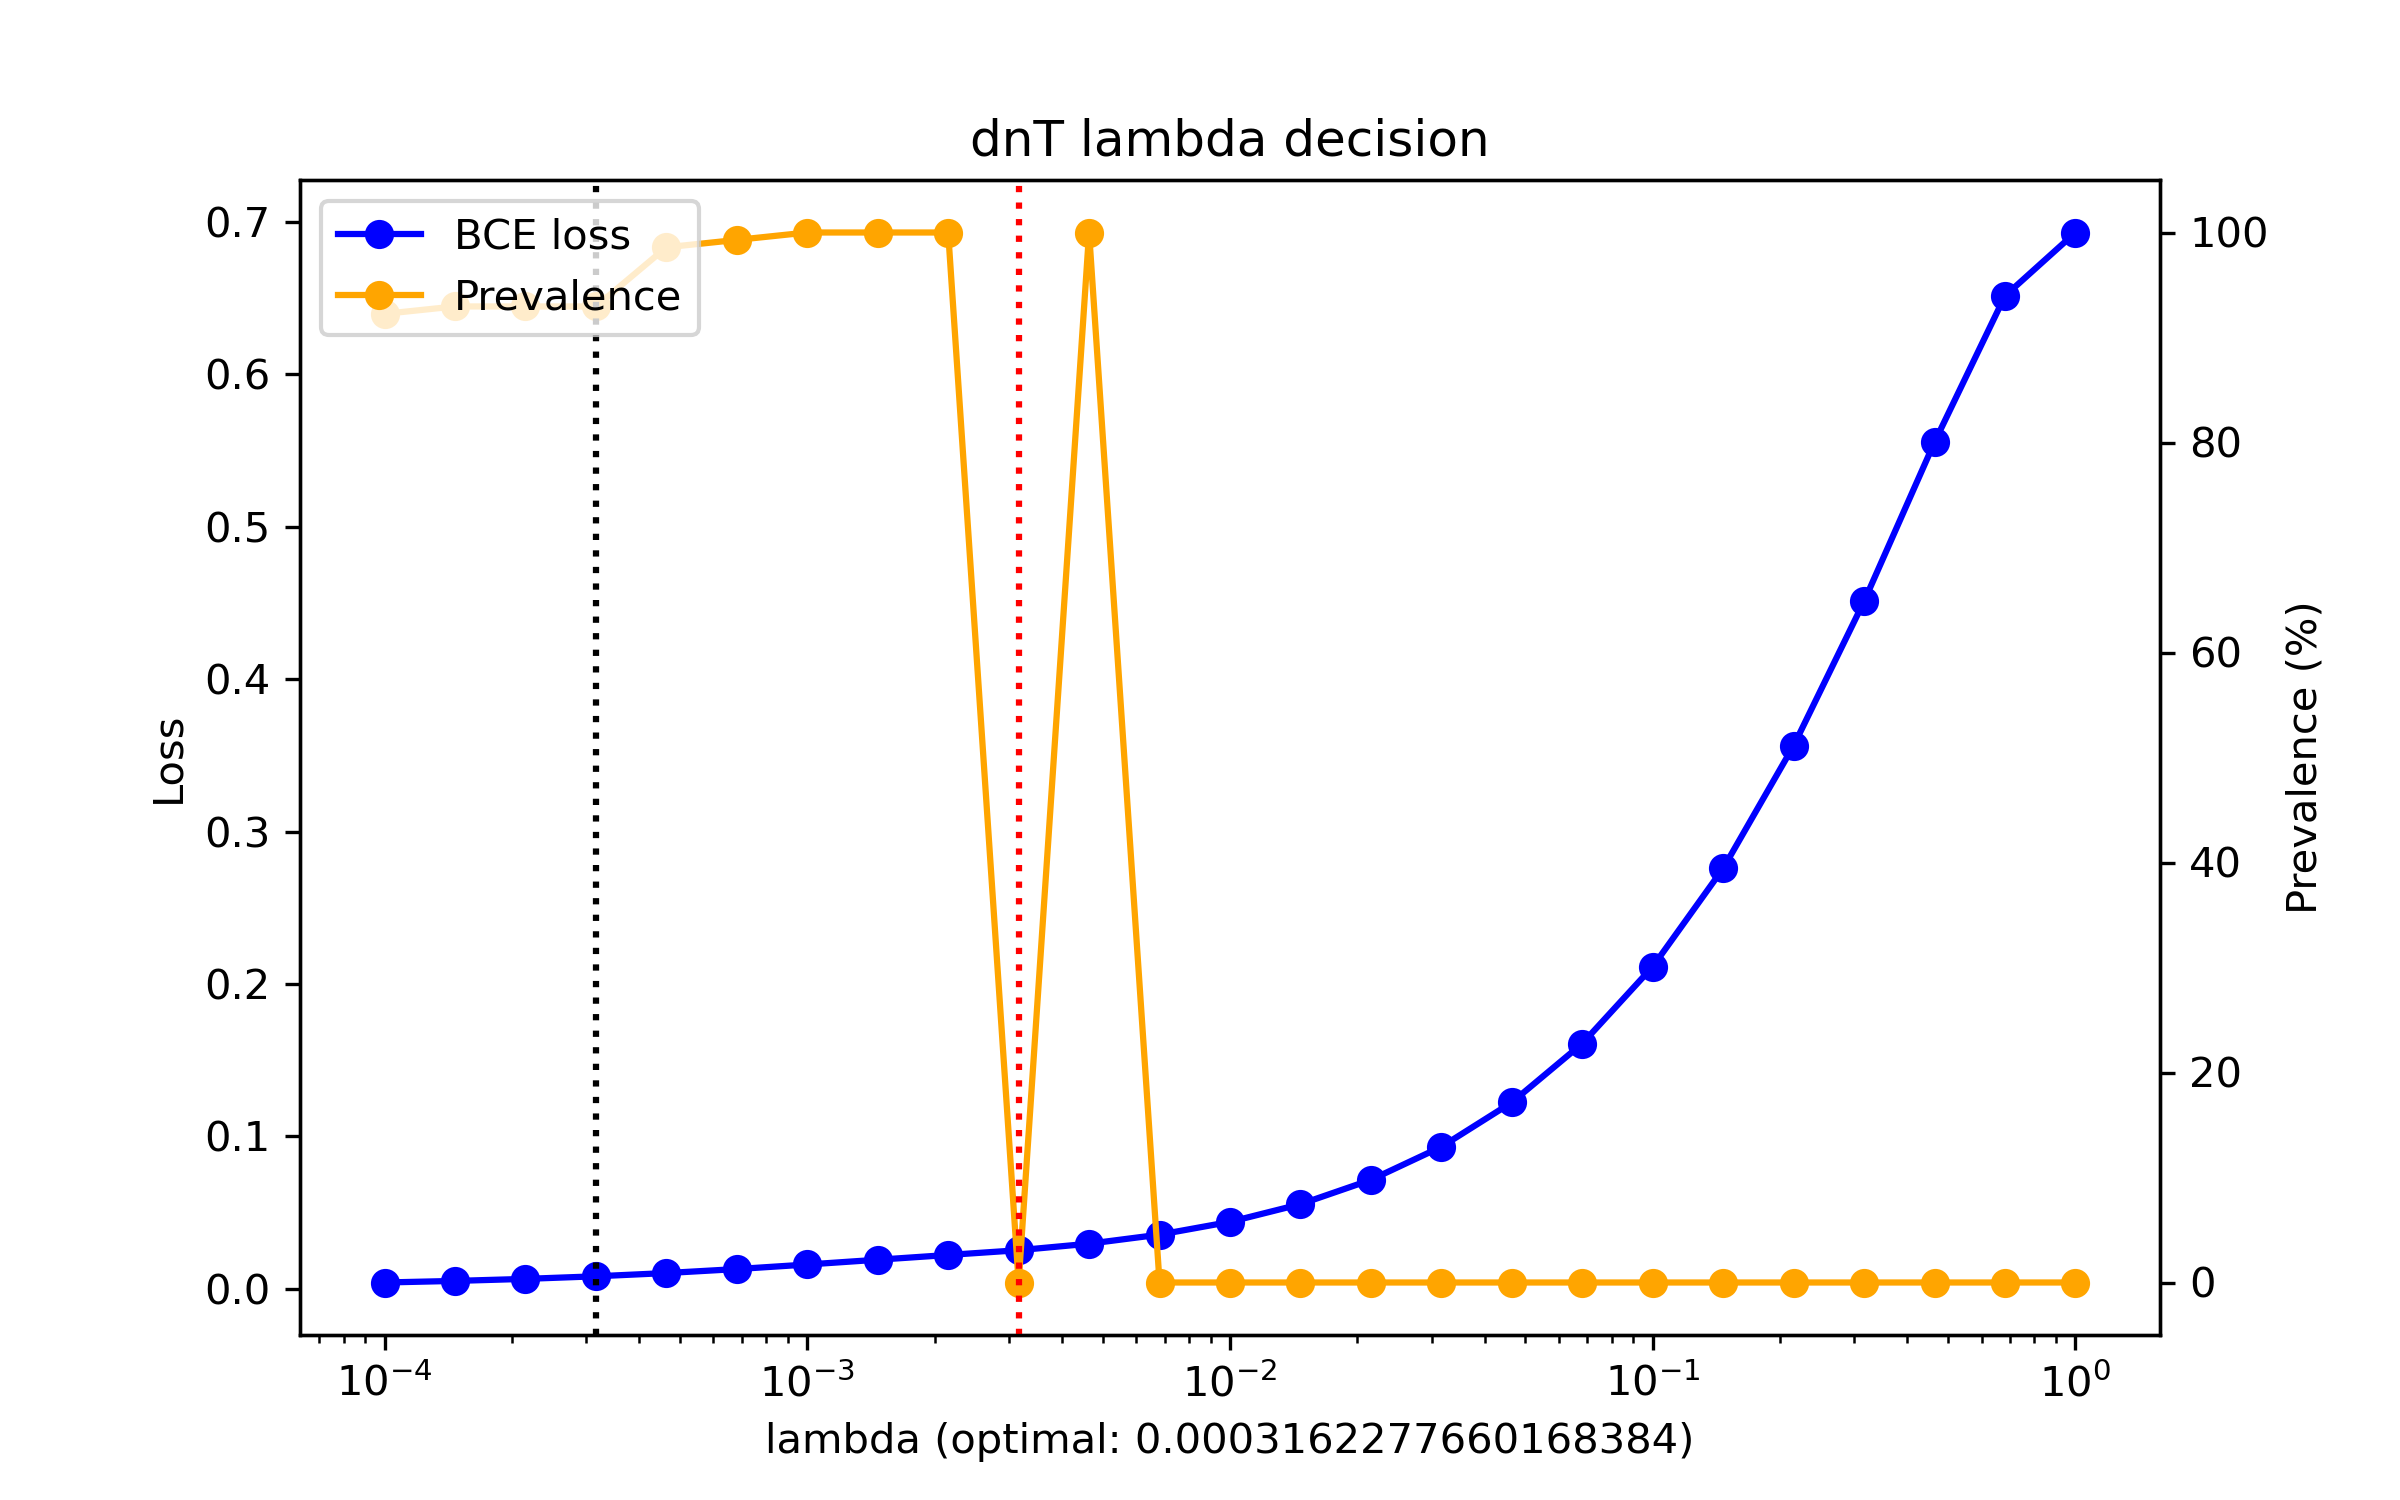 dnT lambda decision
BCE loss
Prevalence
0.7
0.6
0.5
0.4
0.3
0.2
0.1
0.0
Loss
100
80
60
40
20
0
Prevalence (%)
10⁻⁴ 10⁻³ 10⁻² 10⁻¹ 10⁰
lambda (optimal: 0.00031622776601683​84)